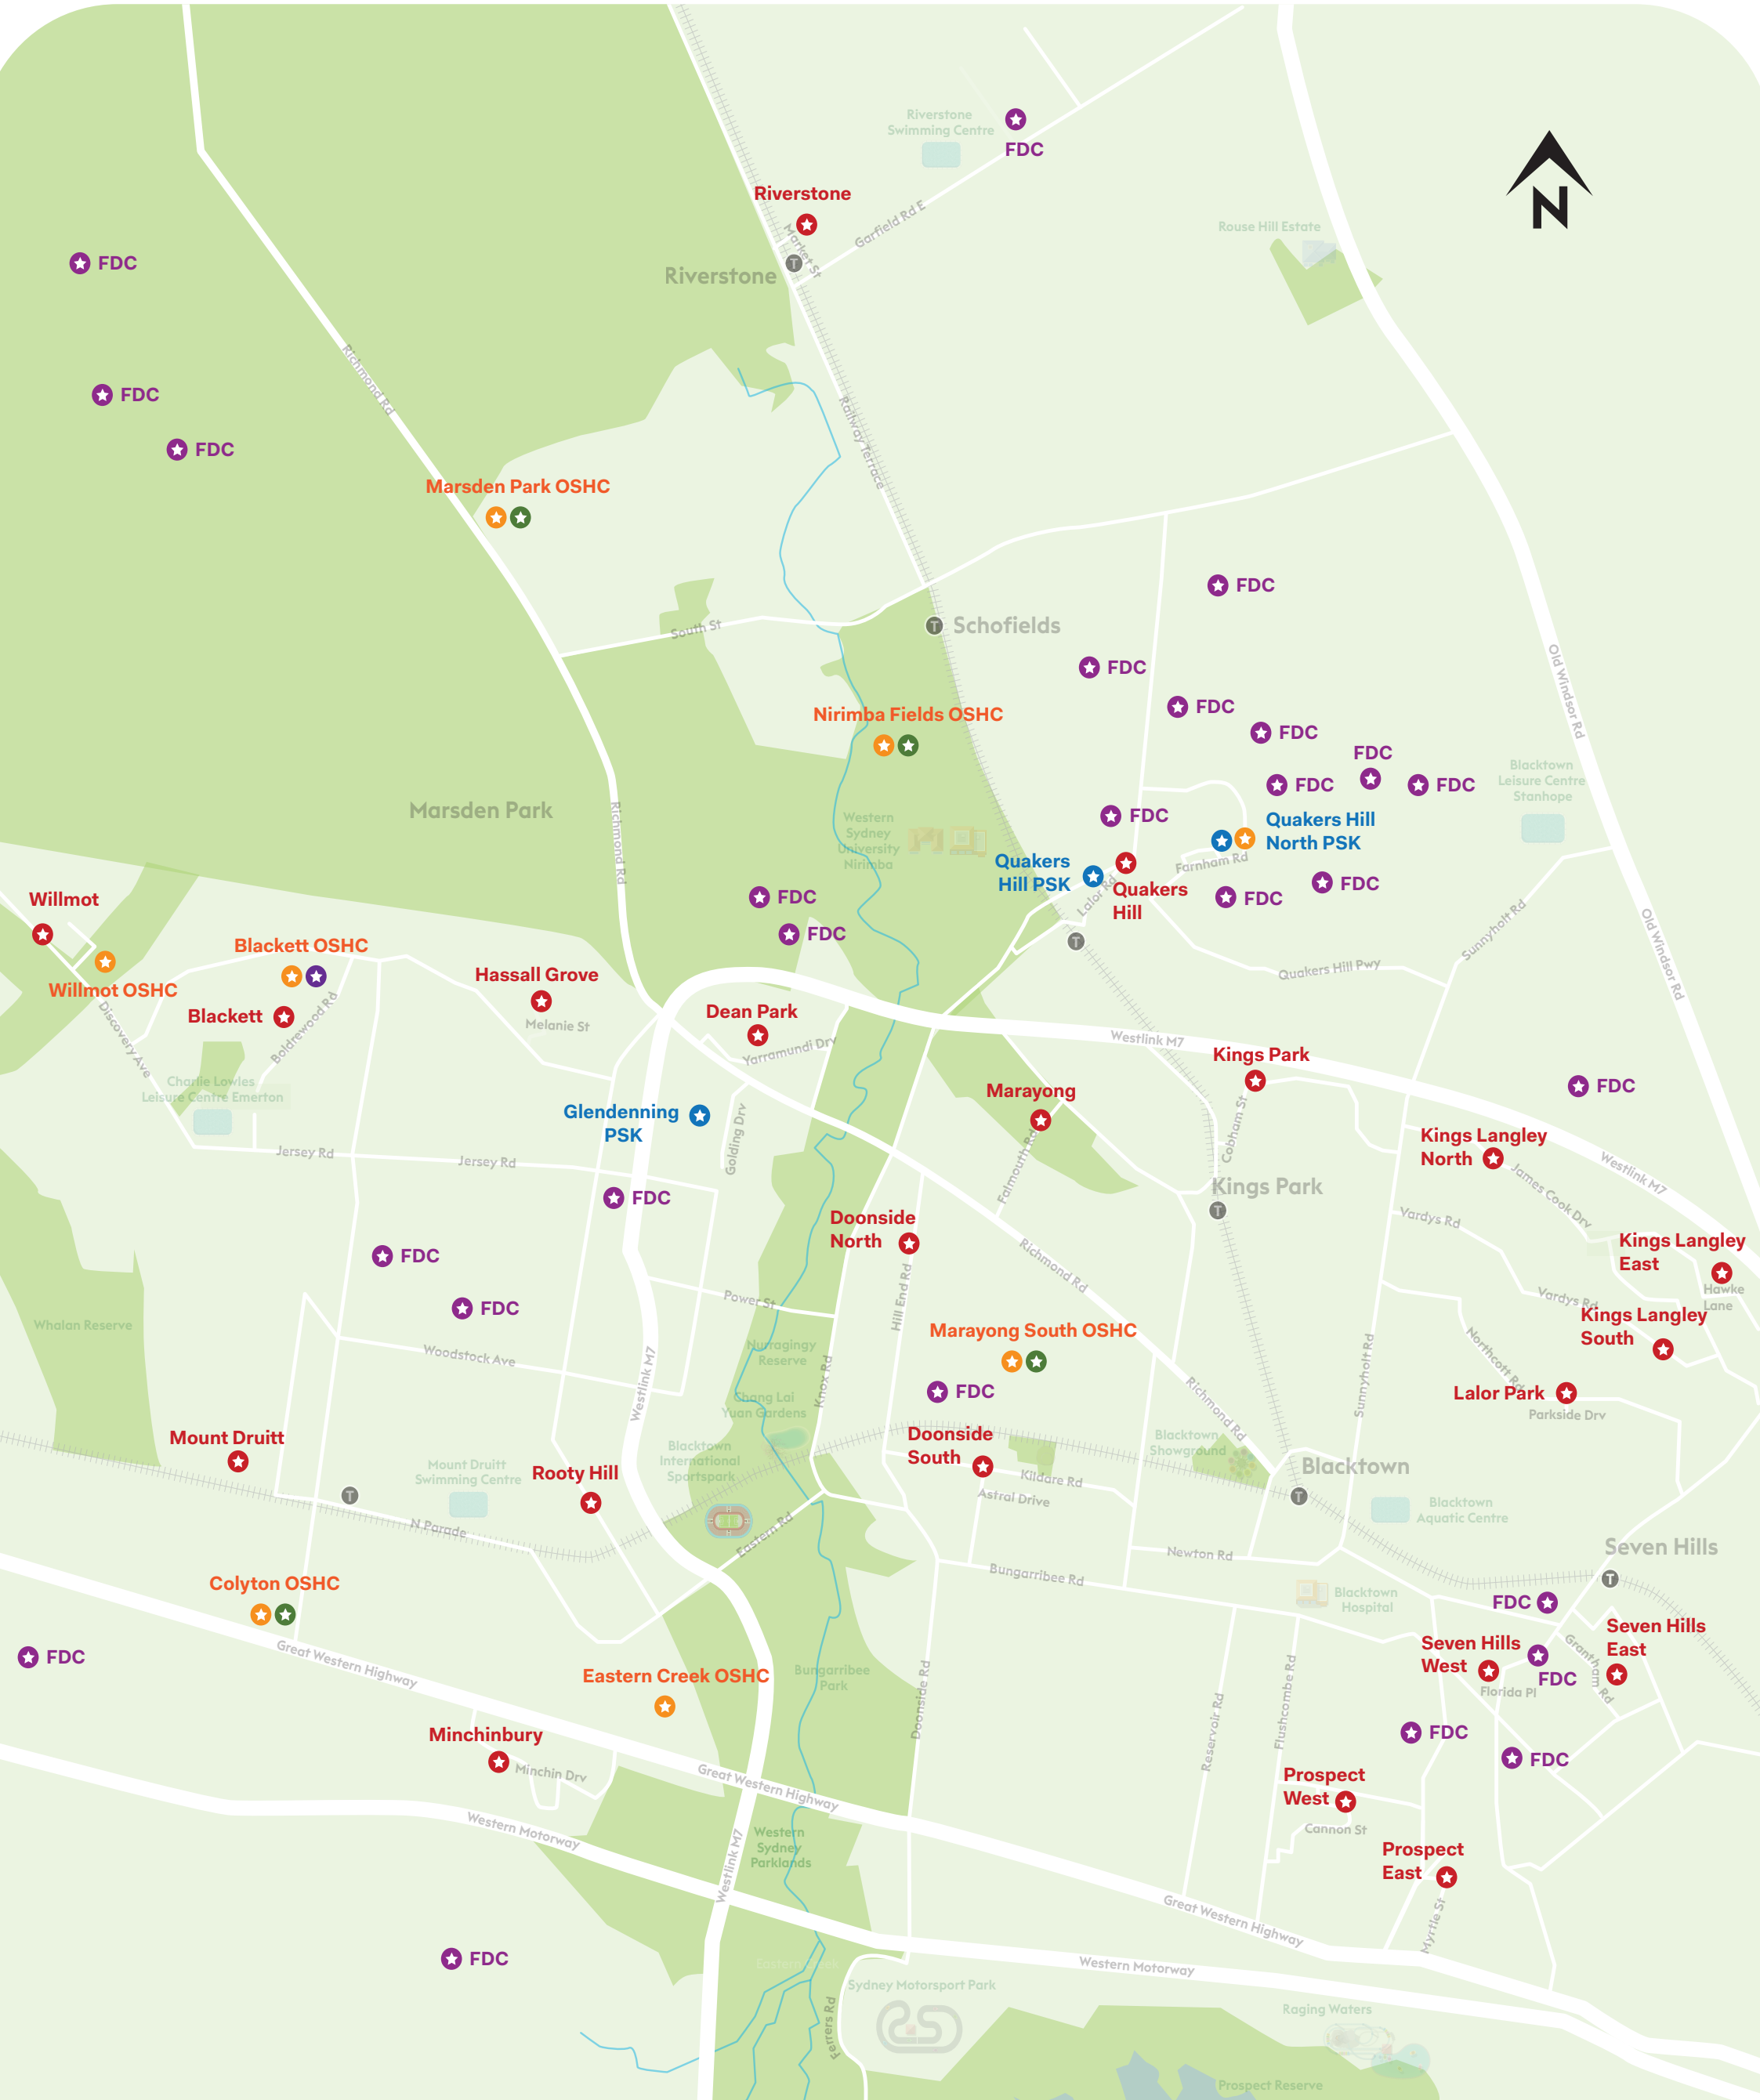 Riverstone
Swimming Centre
FDC
N
Riverstone
Market St
Garfield Rd E
Riverstone
T
Rouse Hill Estate
FDC
Richmond Rd
FDC
FDC
Railway Terrace
Marsden Park OSHC
FDC
T
Schofields
South St
FDC
FDC
FDC
Old Windsor Rd
Nirimba Fields OSHC
FDC
FDC
FDC
Blacktown
Leisure Centre
Stanhope
Marsden Park
Richmond Rd
Western
Sydney
University
Nirimba
FDC
Quakers Hill
North PSK
Farnham Rd
Quakers
Hill PSK
Lalor Rd
Quakers
Hill
FDC
FDC
FDC
FDC
T
Sunnyholt Rd
Quakers Hill Pwy
Old Windsor Rd
Willmot
Willmot OSHC
Blackett OSHC
Blackett
Discovery Ave
Boldrewood Rd
Hassall Grove
Melanie St
Dean Park
Yarramundi Drv
Westlink M7
Kings Park
Charlie Lowles
Leisure Centre Emerton
Marayong
FDC
Glendenning
PSK
Golding Drv
Falmouth Rd
Cobham St
Kings Langley
North
Jersey Rd
Jersey Rd
James Cook Drv
Westlink M7
FDC
Kings Park
T
Doonside
North
Vardys Rd
Kings Langley
East
Hawke
Lane
FDC
Richmond Rd
Hill End Rd
Power St
Vardys Rd
FDC
Whalan Reserve
Kings Langley
South
Marayong South OSHC
Nurragingy
Reserve
Woodstock Ave
Westlink M7
Knox Rd
Sunnyholt Rd
Northcott Rd
FDC
Chang Lai
Yuan Gardens
Richmond Rd
Lalor Park
Parkside Drv
Mount Druitt
Doonside
South
Blacktown
International
Sportspark
Blacktown
Showground
Blacktown
T
Mount Druitt
Swimming Centre
Rooty Hill
Kildare Rd
Astral Drive
T
N Parade
Eastern Rd
Blacktown
Aquatic Centre
Newton Rd
Seven Hills
T
Bungarribee Rd
Colyton OSHC
Blacktown
Hospital
FDC
Seven Hills
East
Seven Hills
West
FDC
Grantham Rd
Florida Pl
FDC
Great Western Highway
Eastern Creek OSHC
Bungarribee
Park
Doonside Rd
Reservoir Rd
Flushcombe Rd
FDC
FDC
Minchinbury
Minchin Drv
Great Western Highway
Prospect
West
Cannon St
Western Motorway
Western
Sydney
Parklands
Westlink M7
Prospect
East
Myrtle St
Great Western Highway
FDC
Western Motorway
Sydney Motorsport Park
Ferrers Rd
Raging Waters
Prospect Reserve